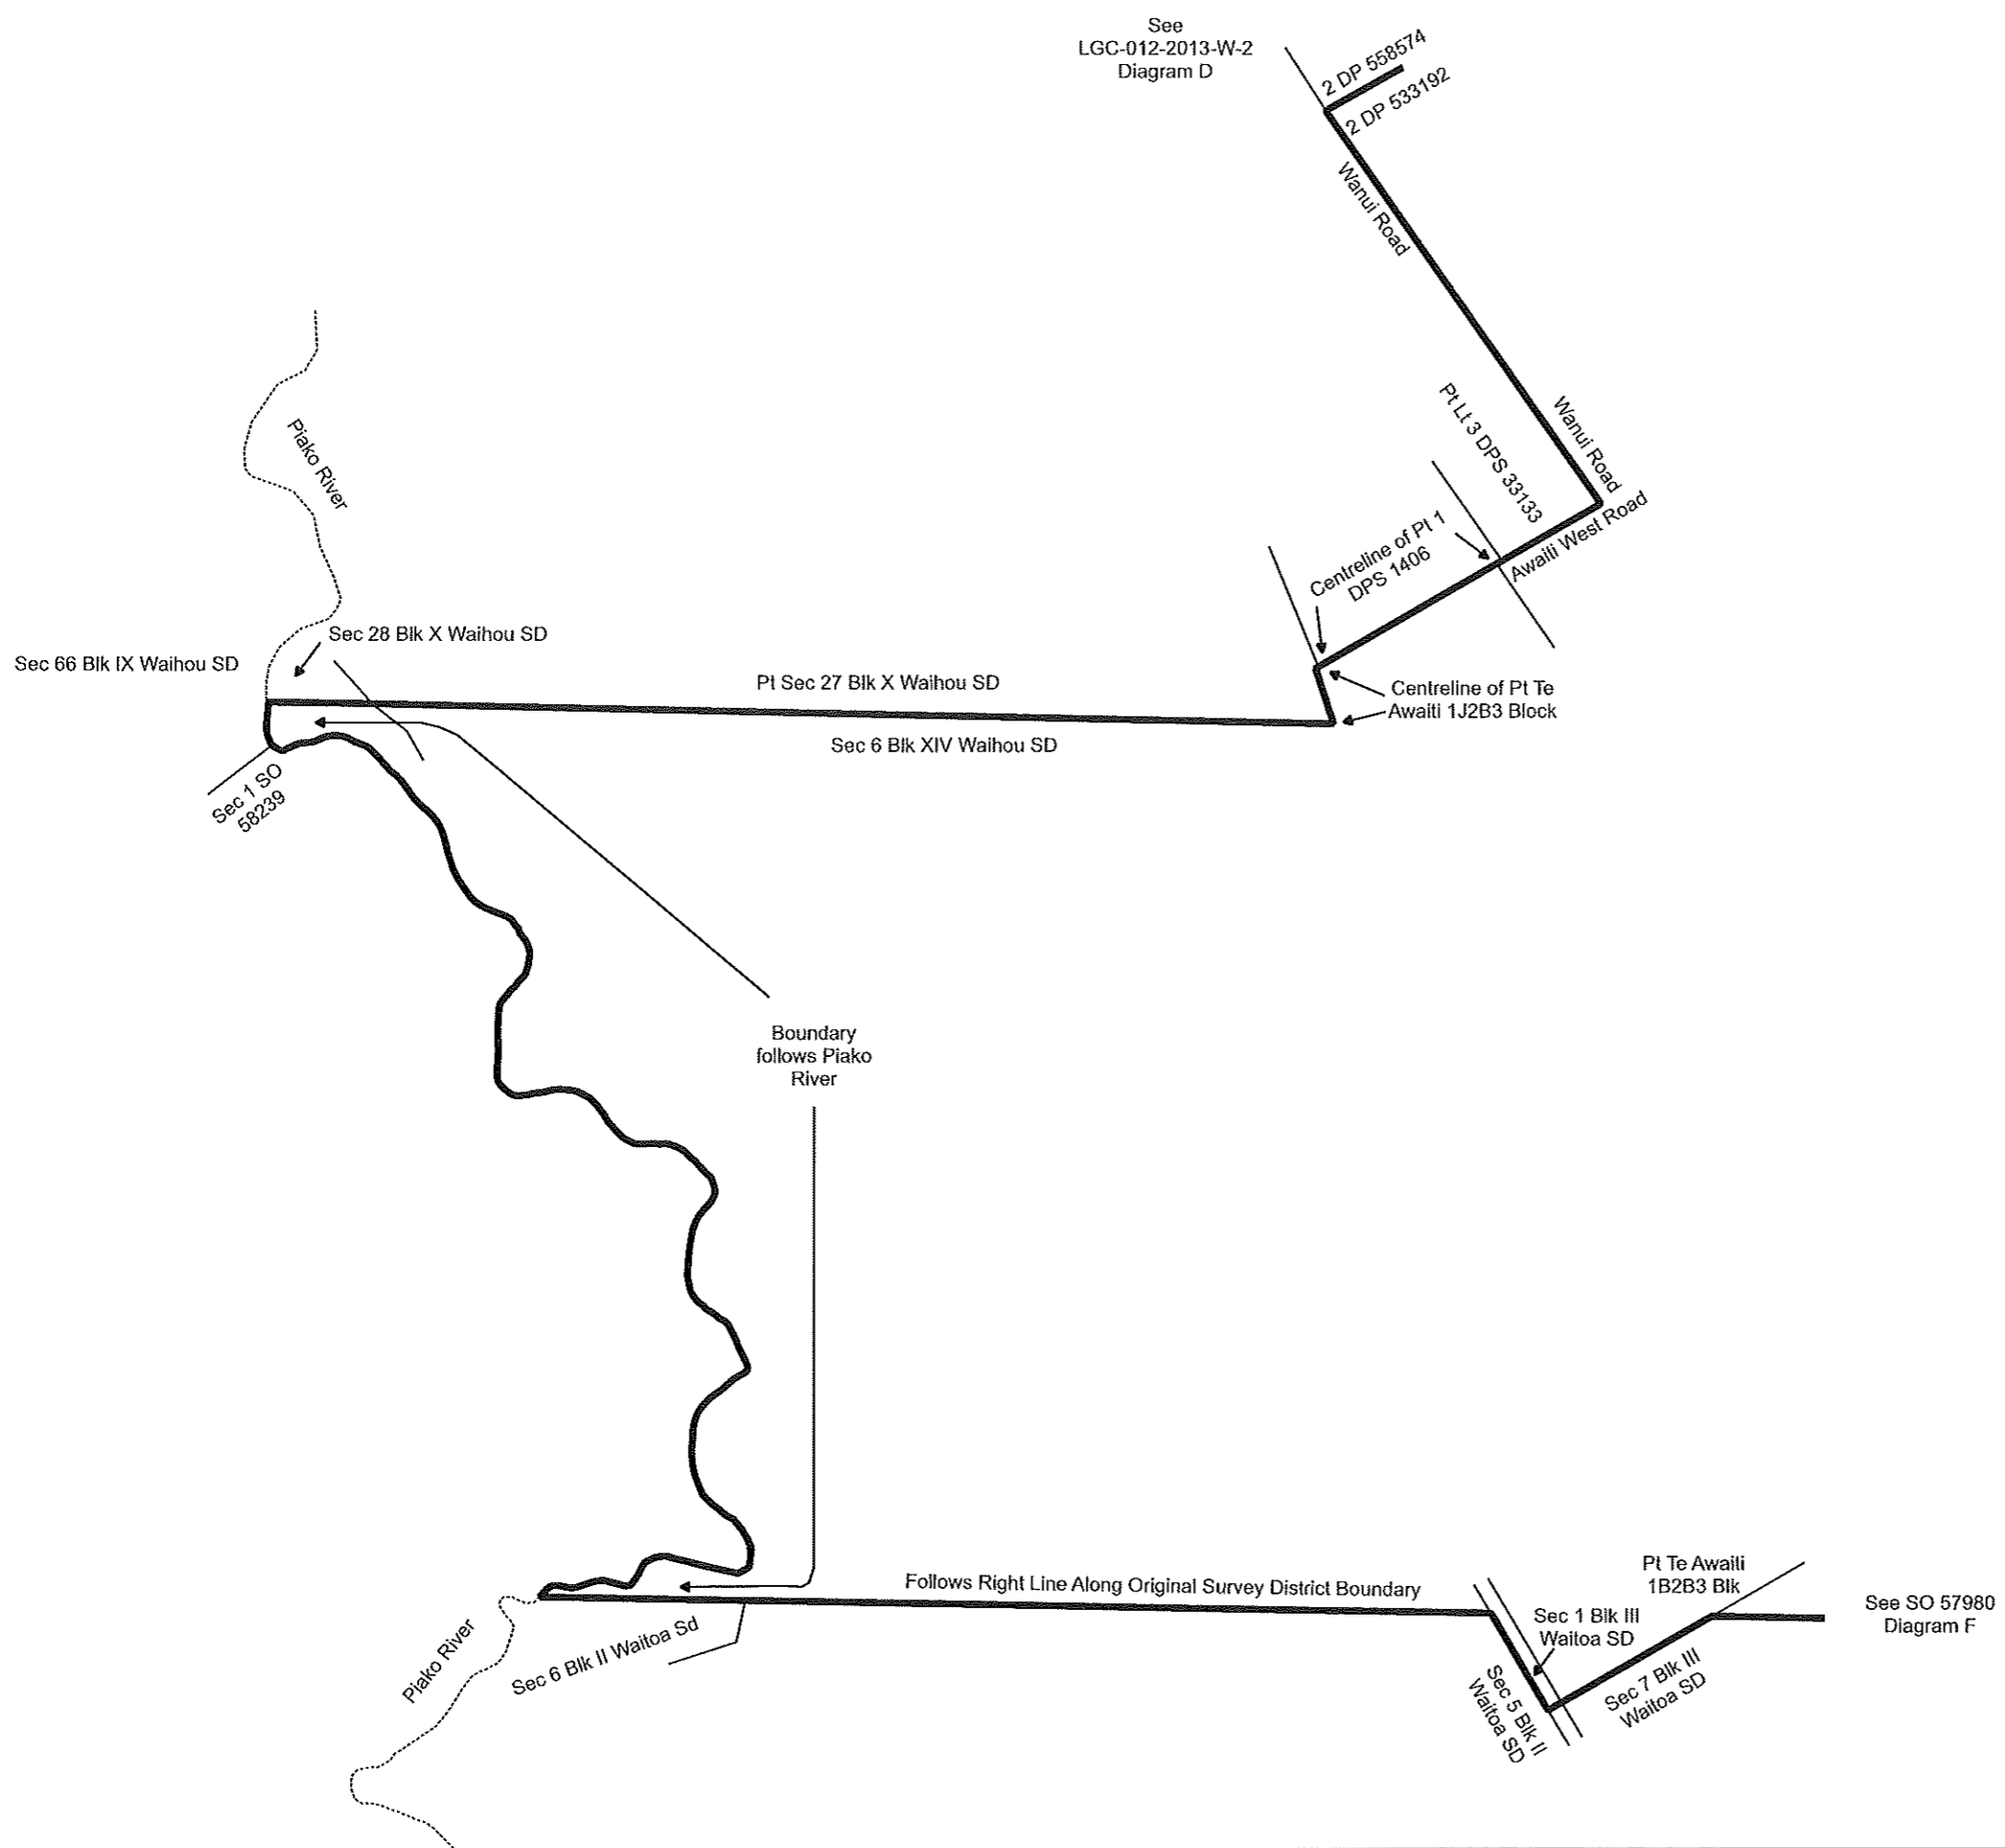 See
LGC-012-2013-W-2
Diagram D
2 DP 558574
2 DP 533192
Wanui Road
Pt Lt 3 DPS 33133
Wanui Road
Piako River
Centreline of Pt 1
DPS 1406
Awaiti West Road
Sec 28 Blk X Waihou SD
Sec 66 Blk IX Waihou SD
Pt Sec 27 Blk X Waihou SD
Centreline of Pt Te
Awaiti 1J2B3 Block
Sec 6 Blk XIV Waihou SD
Sec 1 SO
58239
Boundary
follows Piako
River
Follows Right Line Along Original Survey District Boundary
Pt Te Awaiti
1B2B3 Blk
See SO 57980
Diagram F
Sec 1 Blk III
Waitoa SD
Piako River
Sec 6 Blk II Waitoa Sd
Sec 5 Blk II
Waitoa SD
Sec 7 Blk III
Waitoa SD